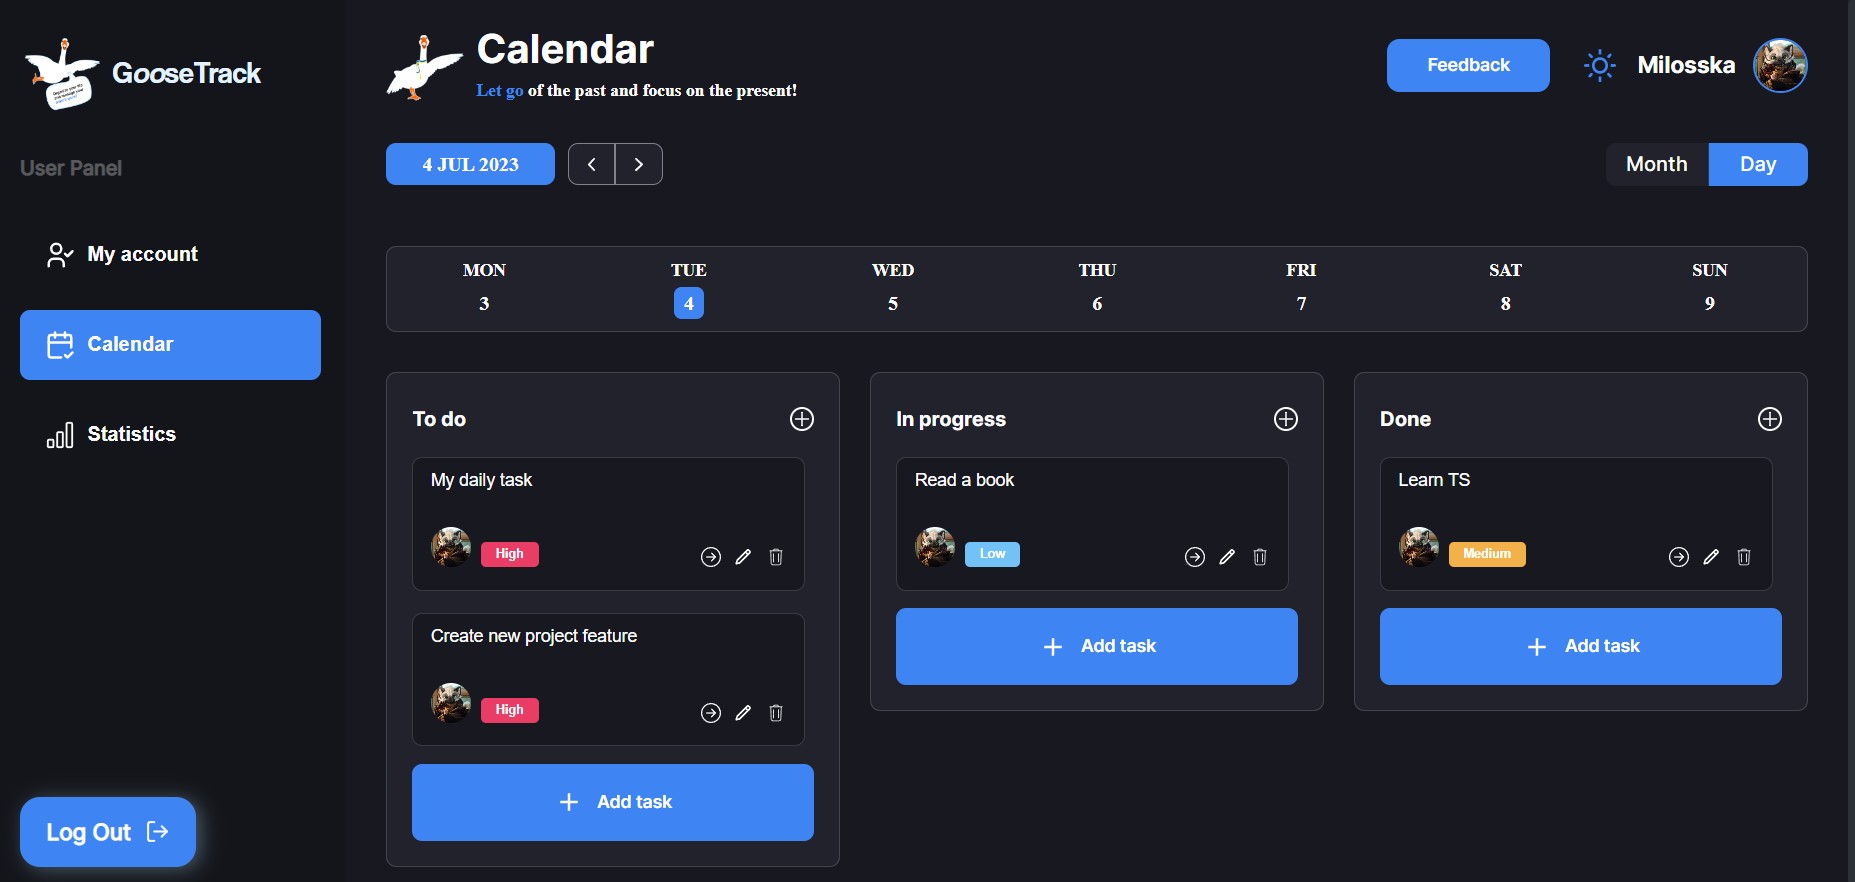 GooseTrack
User Panel
My account
Calendar
Statistics
Log Out
Calendar
Let go of the past and focus on the present!
Feedback
Milosska
4 JUL 2023
Month
Day
MON
TUE
WED
THU
FRI
SAT
SUN
3
4
5
6
7
8
9
To do
My daily task
High
Create new project feature
High
Add task
In progress
Read a book
Low
Add task
Done
Learn TS
Medium
Add task